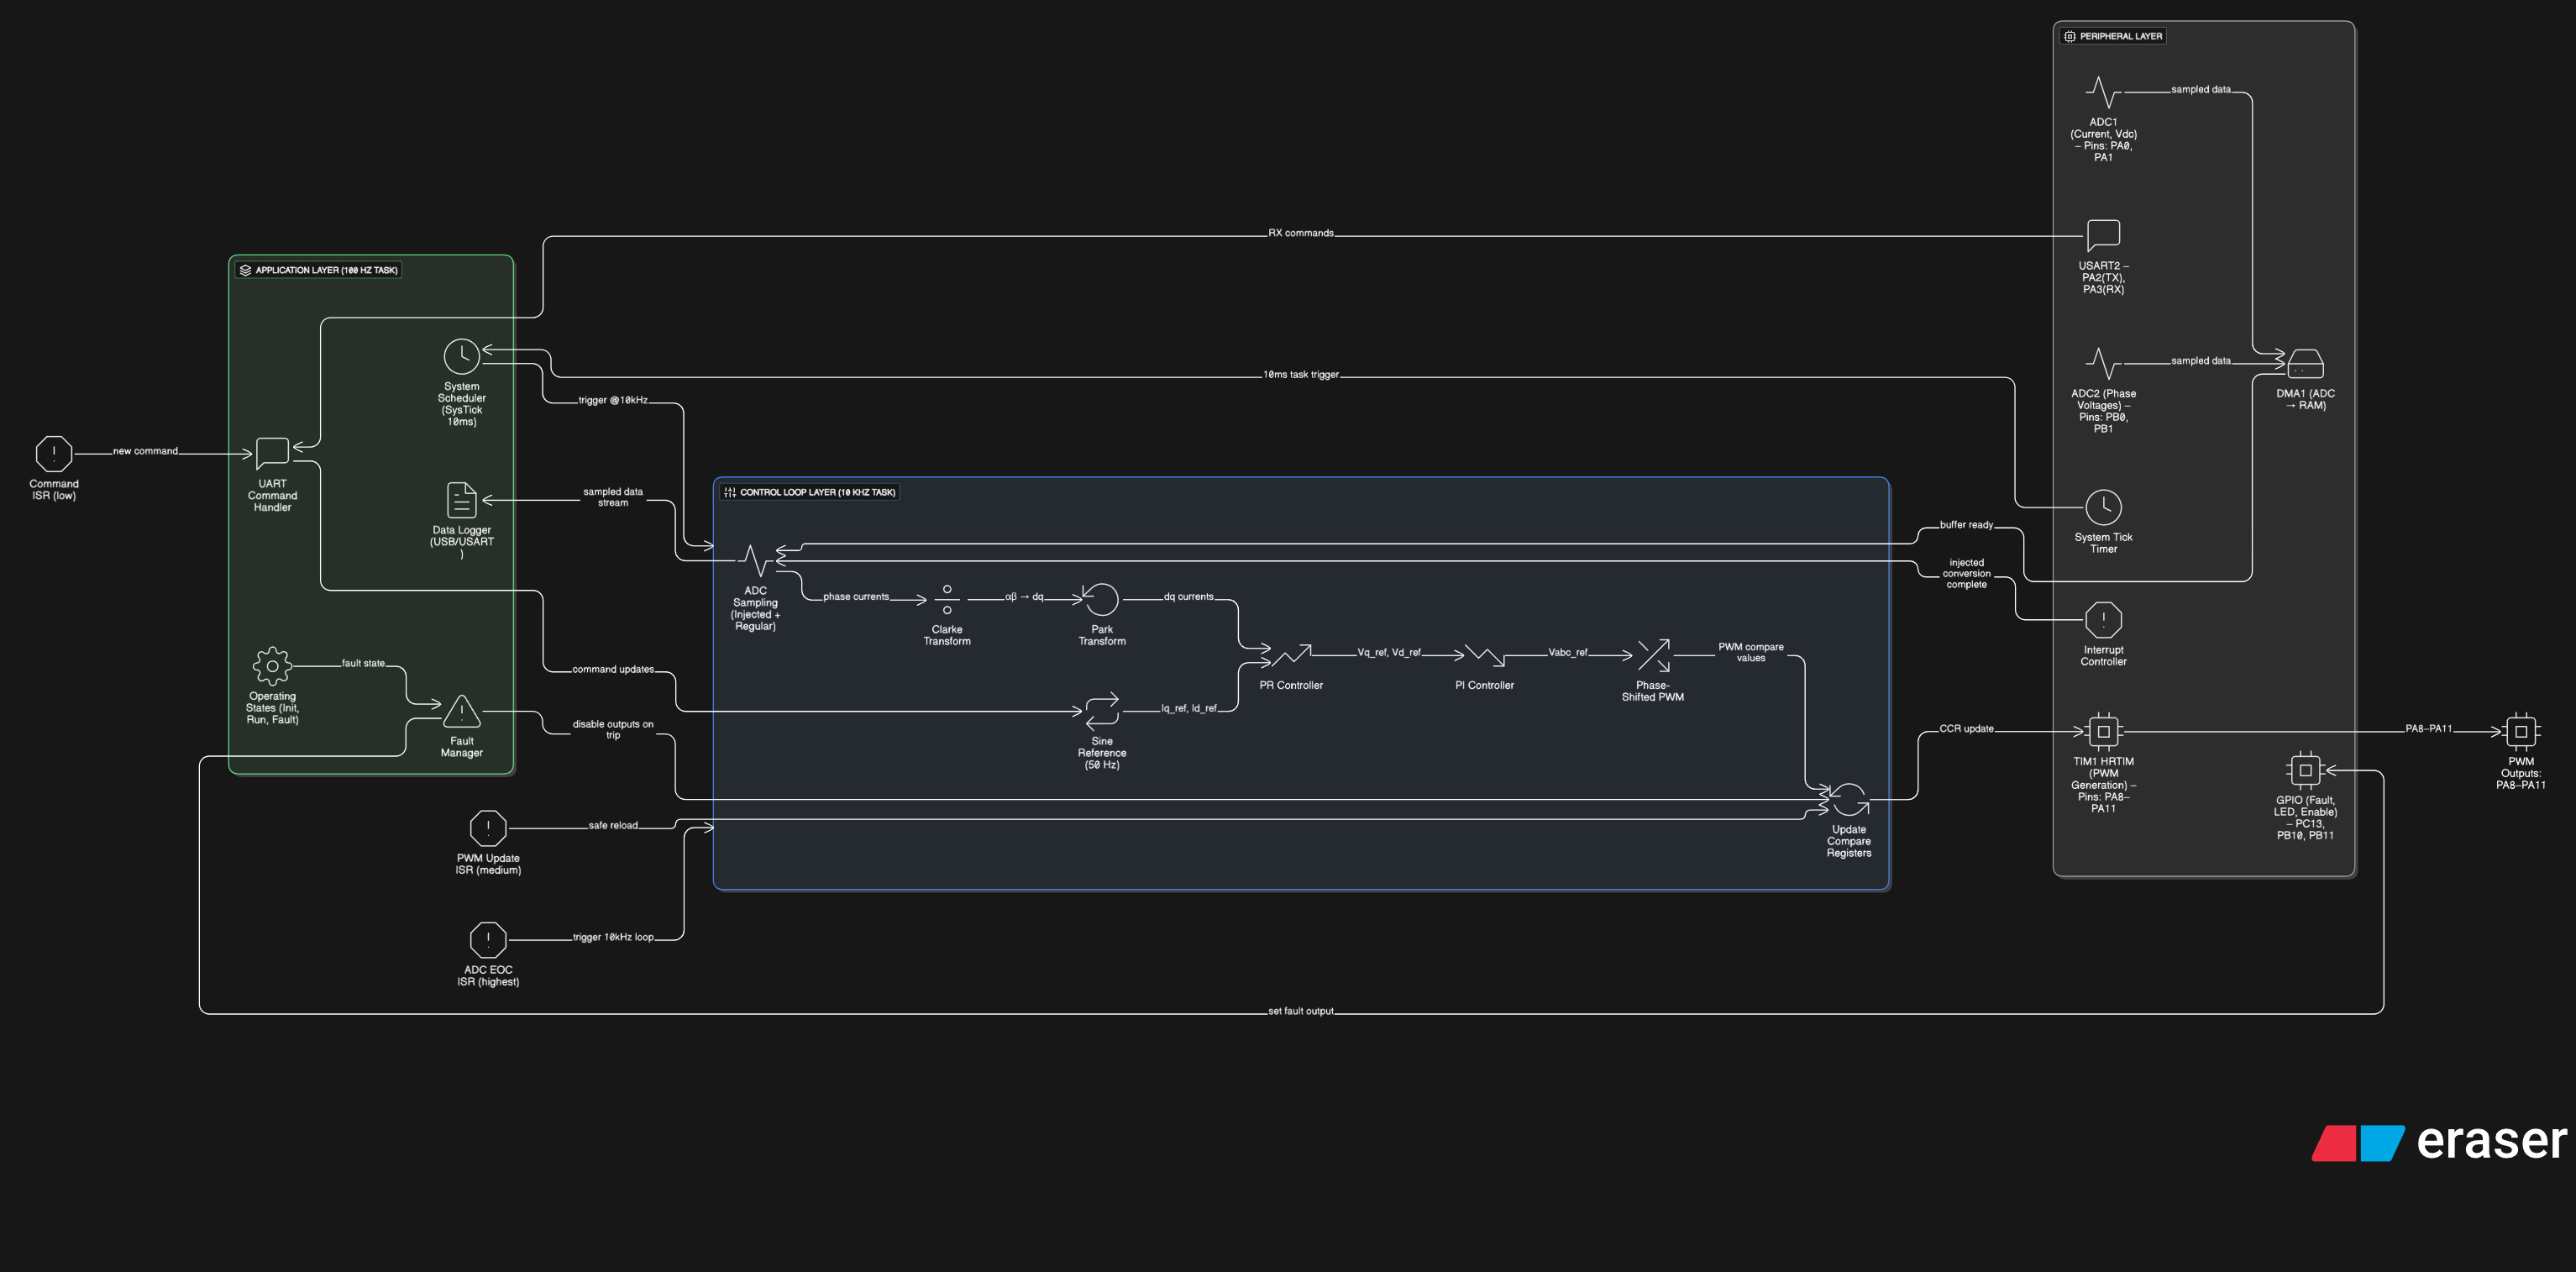 PERIPHERAL LAYER
sampled data
ADC1
(Current, Vdc)
– Pins: PA0,
PA1
RX commands
USART2 –
PA2(TX),
PA3(RX)
APPLICATION LAYER (100 HZ TASK)
System
Scheduler
(SysTick
10ms)
10ms task trigger
trigger @10kHz
sampled data
ADC2 (Phase
Voltages) –
Pins: PB0,
PB1
DMA1 (ADC
→ RAM)
new command
Command
ISR (low)
UART
Command
Handler
Data Logger
(USB/USART
)
sampled data
stream
CONTROL LOOP LAYER (10 KHZ TASK)
buffer ready
System Tick
Timer
injected
conversion
complete
ADC
Sampling
(Injected +
Regular)
phase currents
Clarke
Transform
αβ → dq
Park
Transform
dq currents
Interrupt
Controller
fault state
Operating
States (Init,
Run, Fault)
Fault
Manager
command updates
disable outputs on
trip
Sine
Reference
(50 Hz)
Iq_ref, Id_ref
PR Controller
Vq_ref, Vd_ref
PI Controller
Vabc_ref
Phase-
Shifted PWM
PWM compare
values
CCR update
TIM1 HRTIM
(PWM
Generation) –
Pins: PA8–
PA11
PA8–PA11
PWM
Outputs:
PA8–PA11
GPIO (Fault,
LED, Enable)
– PC13,
PB10, PB11
PWM Update
ISR (medium)
safe reload
Update
Compare
Registers
ADC EOC
ISR (highest)
trigger 10kHz loop
set fault output
eraser